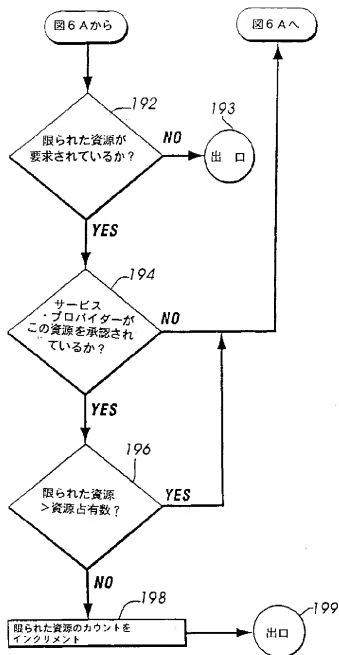 図6Aから
図6Aへ
192
限られた資源が
要求されているか?
NO
193
出 口
YES
194
サービス
・プロバイダーが
この資源を承認され
ているか?
NO
YES
196
限られた資源
>資源占有数?
YES
NO
198
限られた資源のカウントを
インクリメント
199
出口